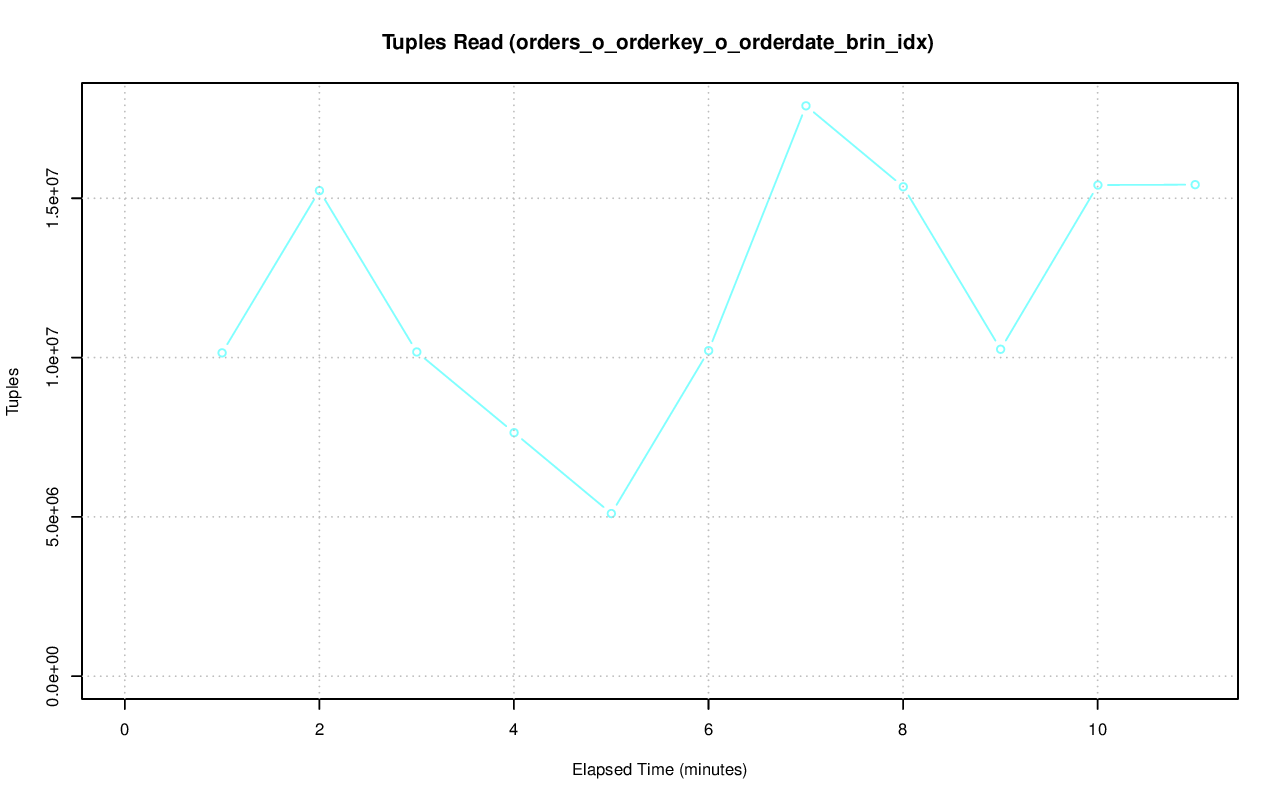 Tuples Read (orders_o_orderkey_o_orderdate_brin_idx)
Tuples
1.5e+07
1.0e+07
5.0e+06
0.0e+00
0 2 4 6 8 10
Elapsed Time (minutes)